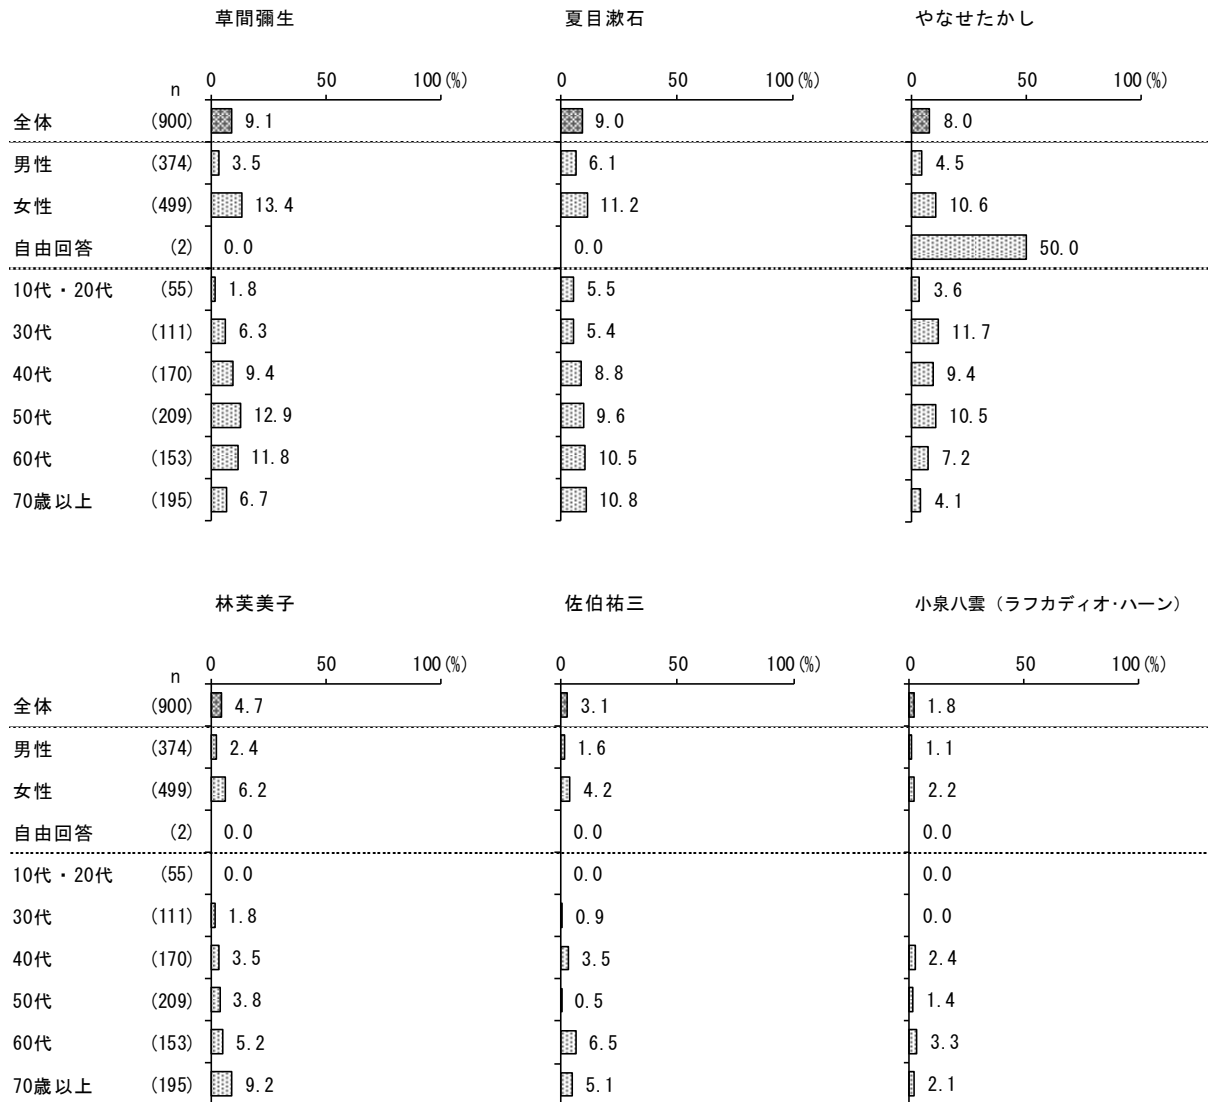 草間彌生 夏目漱石 やなせたかし
n 0 50 100(%) 0 50 100(%) 0 50 100(%)
全体 (900) 9.1 9.0 8.0
男性 (374) 3.5 6.1 4.5
女性 (499) 13.4 11.2 10.6
自由回答 (2) 0.0 0.0 50.0
10代・20代 (55) 1.8 5.5 3.6
30代 (111) 6.3 5.4 11.7
40代 (170) 9.4 8.8 9.4
50代 (209) 12.9 9.6 10.5
60代 (153) 11.8 10.5 7.2
70歳以上 (195) 6.7 10.8 4.1
林芙美子 佐伯祐三 小泉八雲（ラフカディオ・ハーン）
n 0 50 100(%) 0 50 100(%) 0 50 100(%)
全体 (900) 4.7 3.1 1.8
男性 (374) 2.4 1.6 1.1
女性 (499) 6.2 4.2 2.2
自由回答 (2) 0.0 0.0 0.0
10代・20代 (55) 0.0 0.0 0.0
30代 (111) 1.8 0.9 0.0
40代 (170) 3.5 3.5 2.4
50代 (209) 3.8 0.5 1.4
60代 (153) 5.2 6.5 3.3
70歳以上 (195) 9.2 5.1 2.1